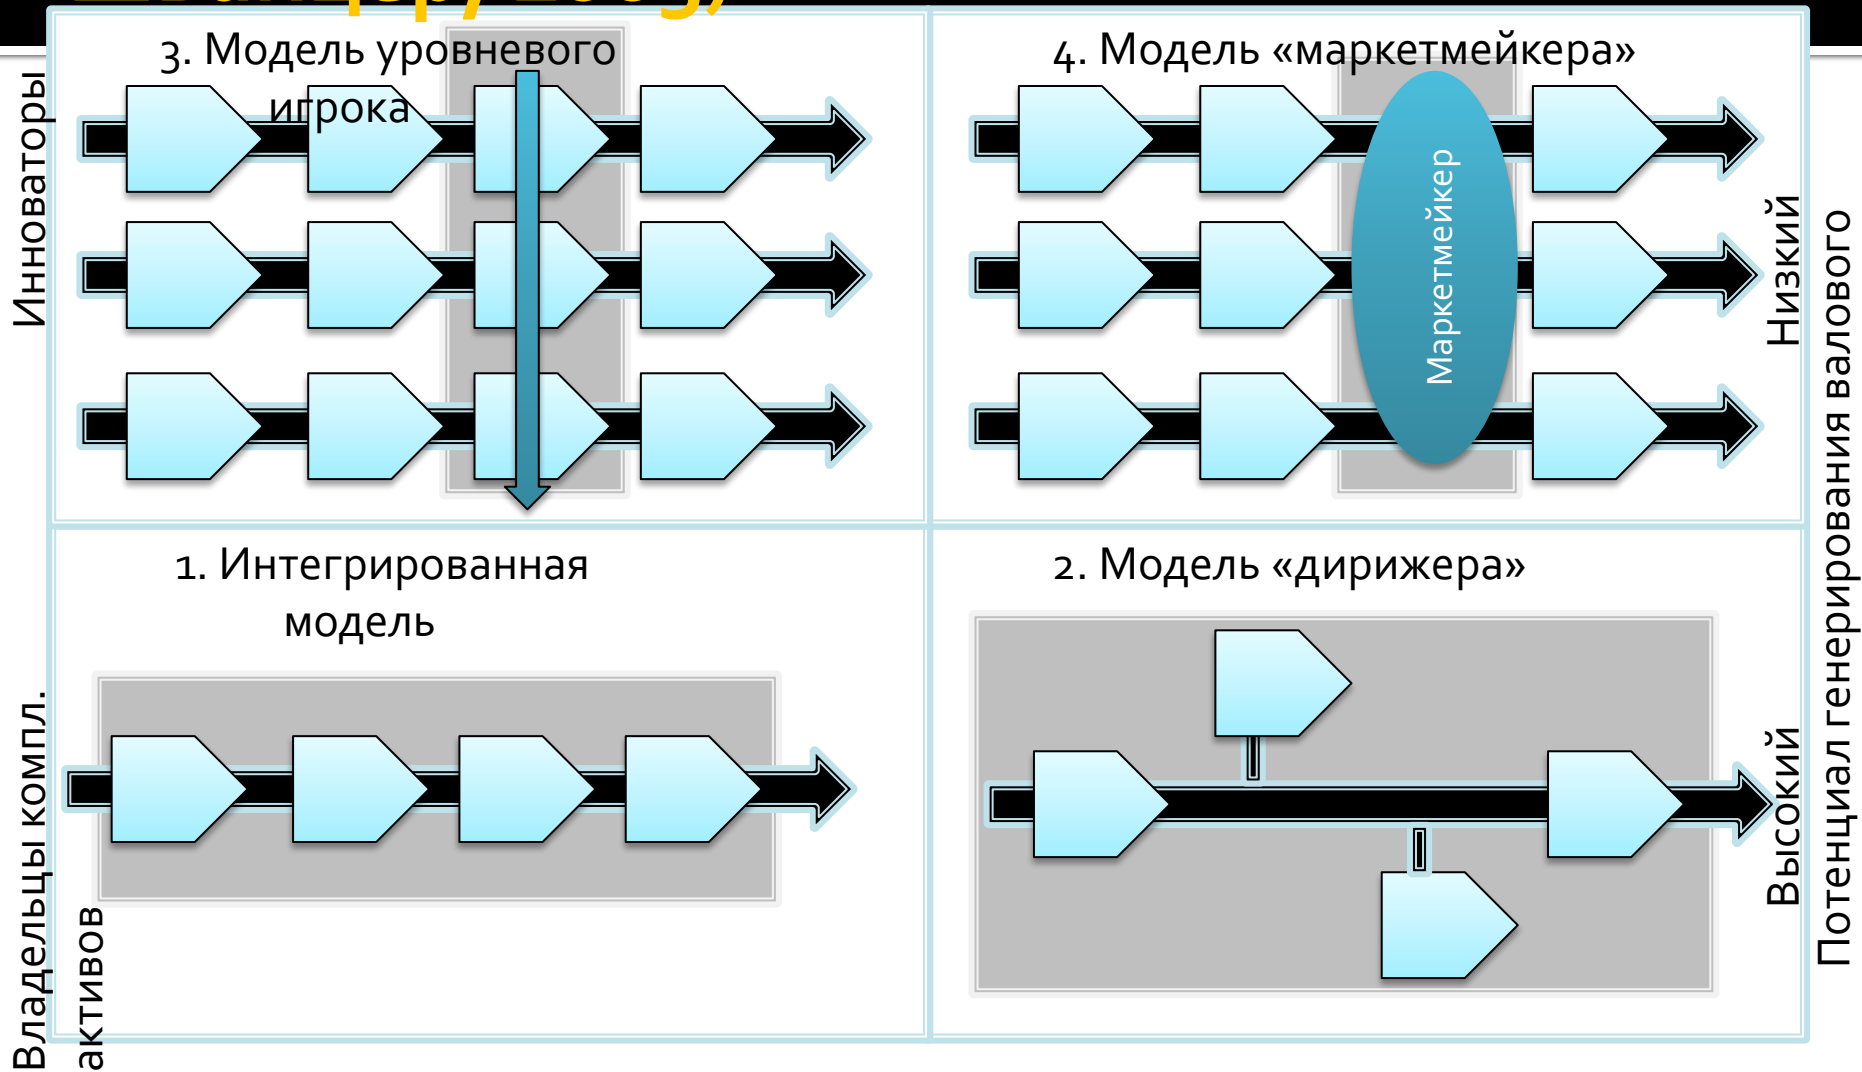 3. Модель уровневого
игрока
4. Модель «маркетмейкера»
Инноваторы
Маркетмейкер
Низкий
1. Интегрированная
модель
2. Модель «дирижера»
Владельцы компл.
активов
Высокий
Потенциал генерирования валового